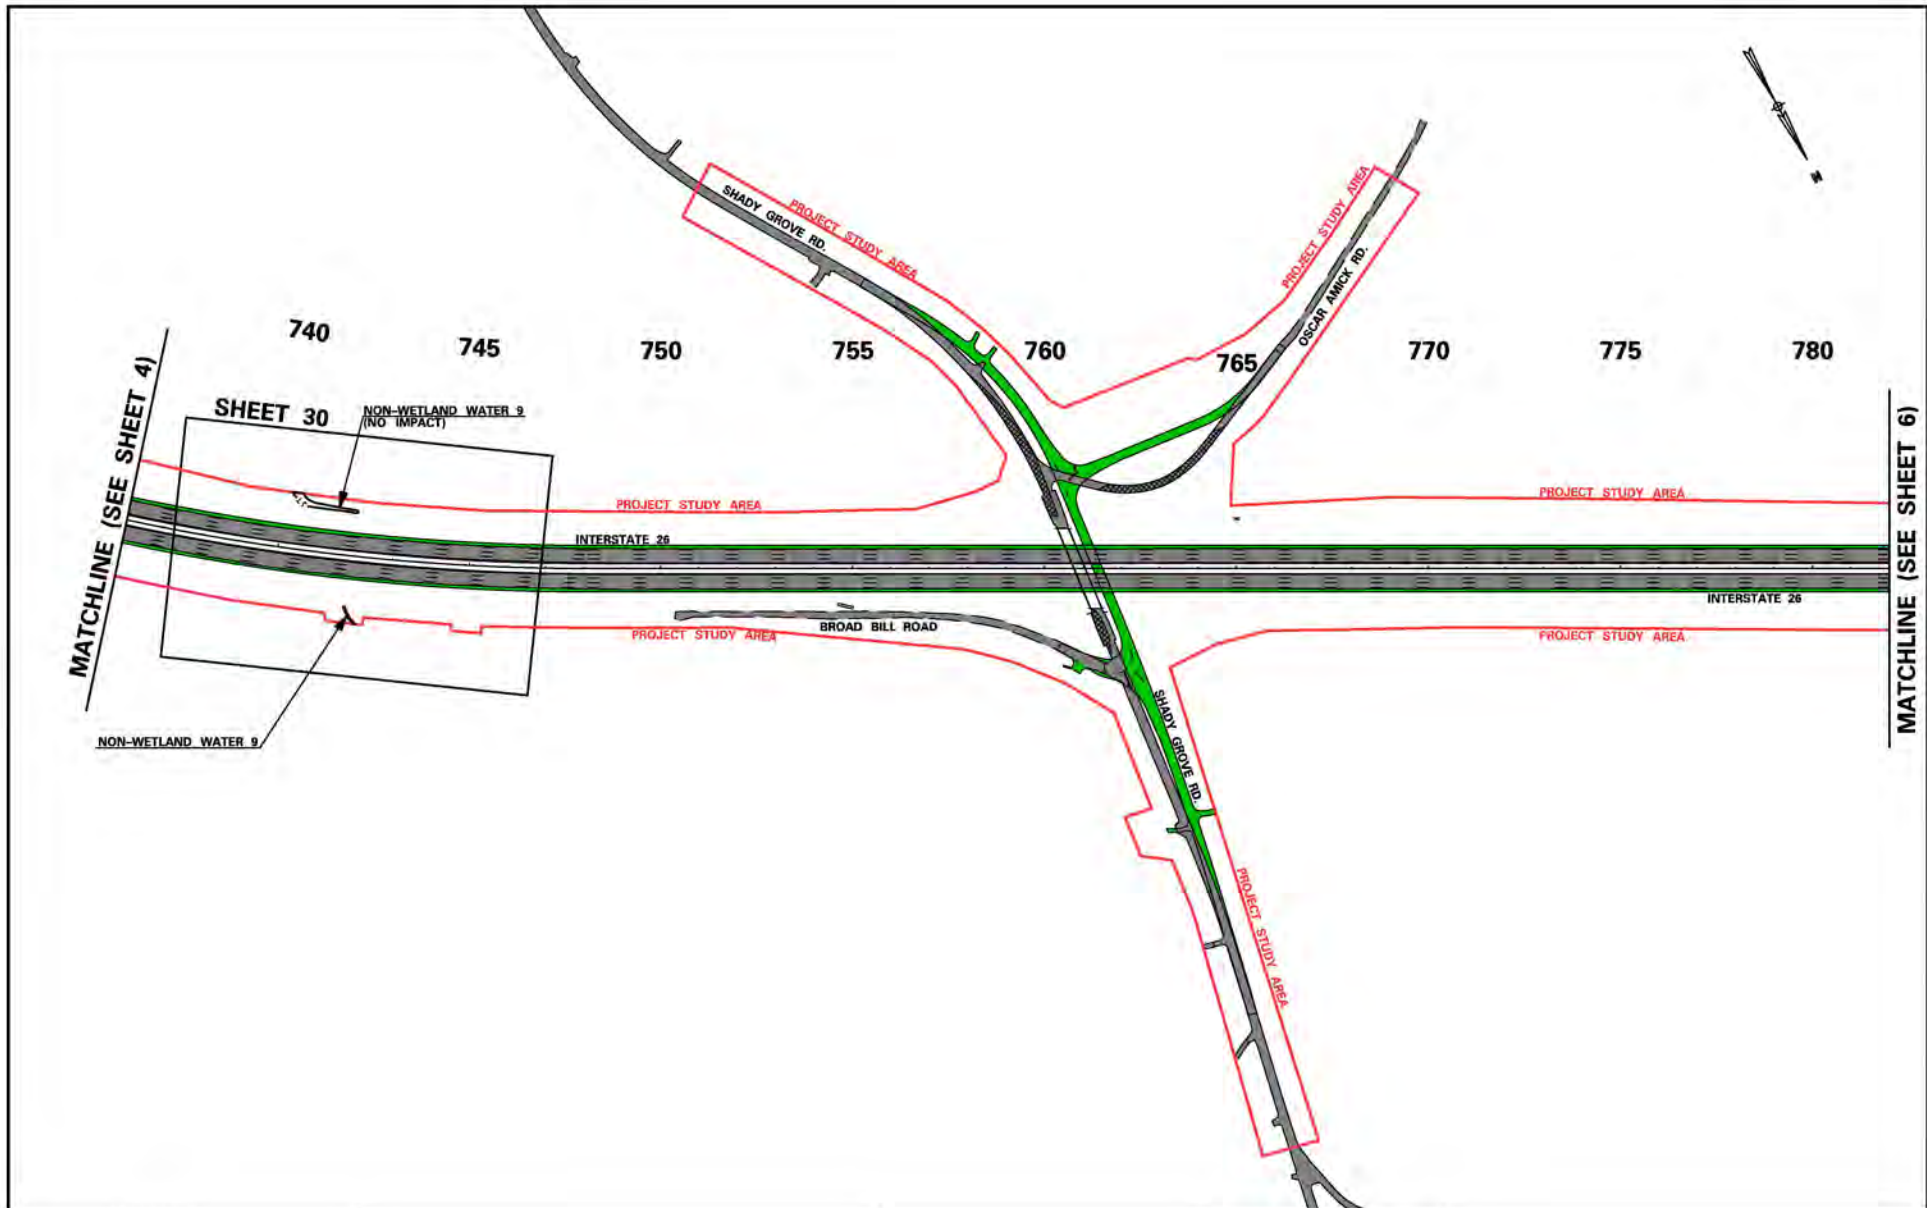 N
SHADY GROVE RD.
PROJECT STUDY AREA
PROJECT STUDY AREA
OSCAR AMICK RD.
740
745
750
755
760
765
770
775
780
MATCHLINE (SEE SHEET 4)
SHEET 30
NON-WETLAND WATER 9
(NO IMPACT)
PROJECT STUDY AREA
PROJECT STUDY AREA
MATCHLINE (SEE SHEET 6)
INTERSTATE 26
INTERSTATE 26
BROAD BILL ROAD
PROJECT STUDY AREA
PROJECT STUDY AREA
NON-WETLAND WATER 9
SHADY GROVE RD.
PROJECT STUDY AREA